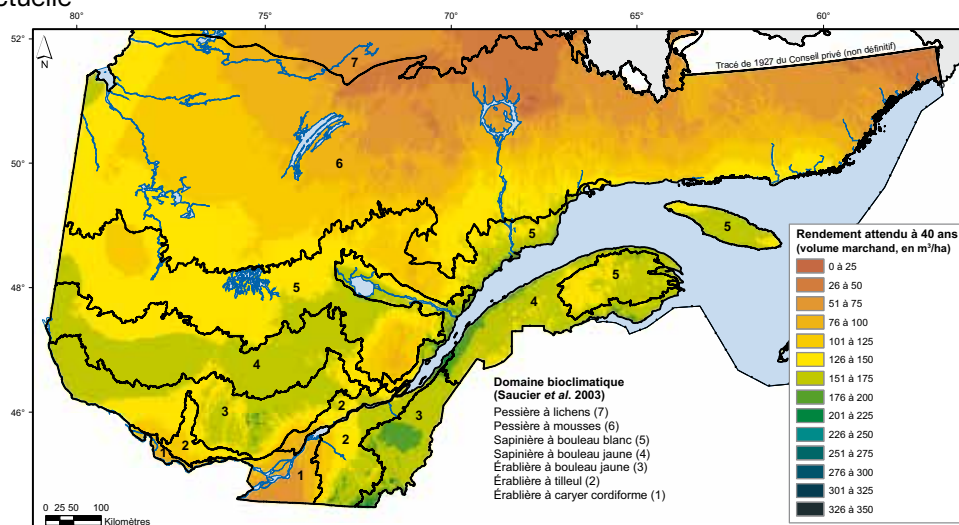 ctuelle
80° 75° 70° 65° 60°
52°
N
7
Tracé de 1927 du Conseil privé (non définitif)
50°
6
5
5
Rendement attendu à 40 ans
(volume marchand, en m³/ha)
0 à 25
26 à 50
51 à 75
76 à 100
101 à 125
126 à 150
151 à 175
176 à 200
201 à 225
226 à 250
251 à 275
276 à 300
301 à 325
326 à 350
48°
5
5
4
4
46°
3
2
3
2
2
1
1
Domaine bioclimatique
(Saucier et al. 2003)
Pessière à lichens (7)
Pessière à mousses (6)
Sapinière à bouleau blanc (5)
Sapinière à bouleau jaune (4)
Érablière à bouleau jaune (3)
Érablière à tilleul (2)
Érablière à caryer cordiforme (1)
0 25 50 100
Kilomètres